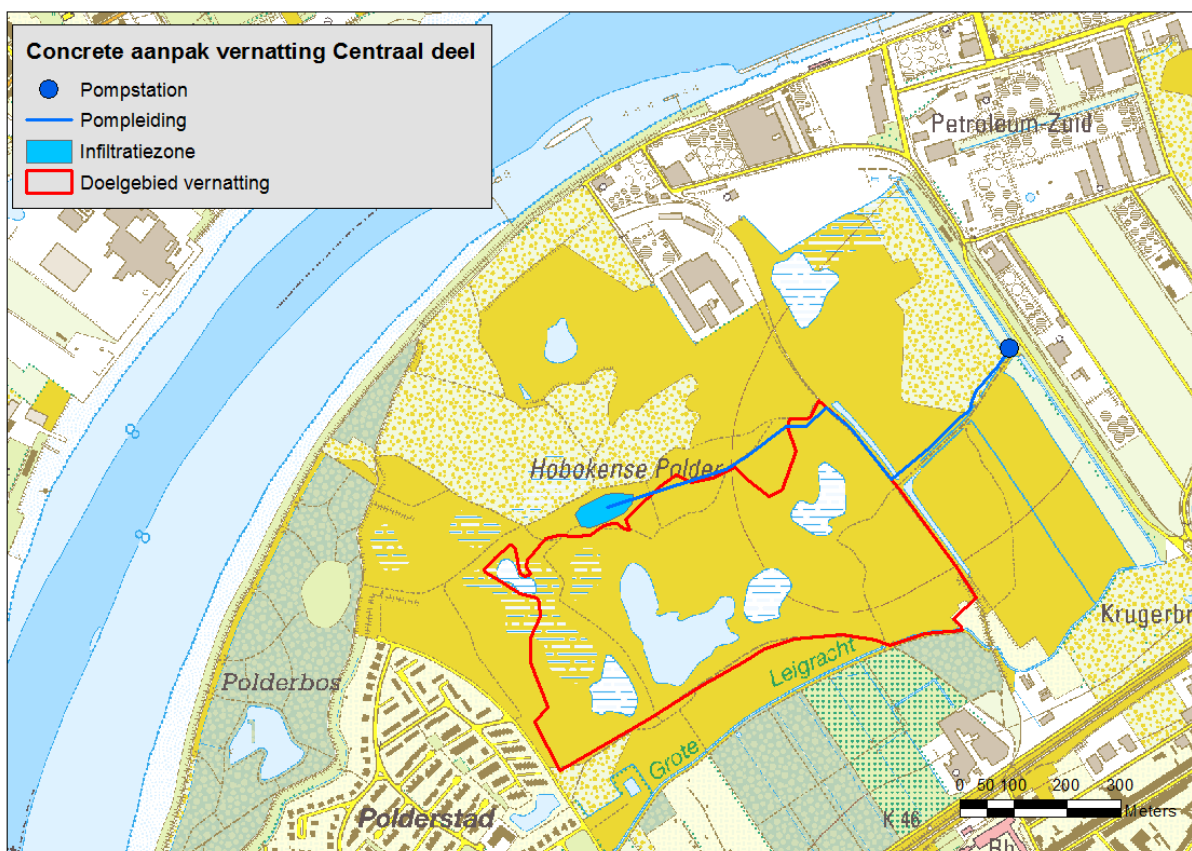 Concrete aanpak vernatting Centraal deel
Pompstation
Pompleiding
Infiltratiezone
Doelgebied vernatting
Petroleum-Zuid
Hobokense Polder
Krugerbr
Polderbos
Leigracht
Grote
Polderstad
0 50 100 200 300
Meters
K 46
Rh